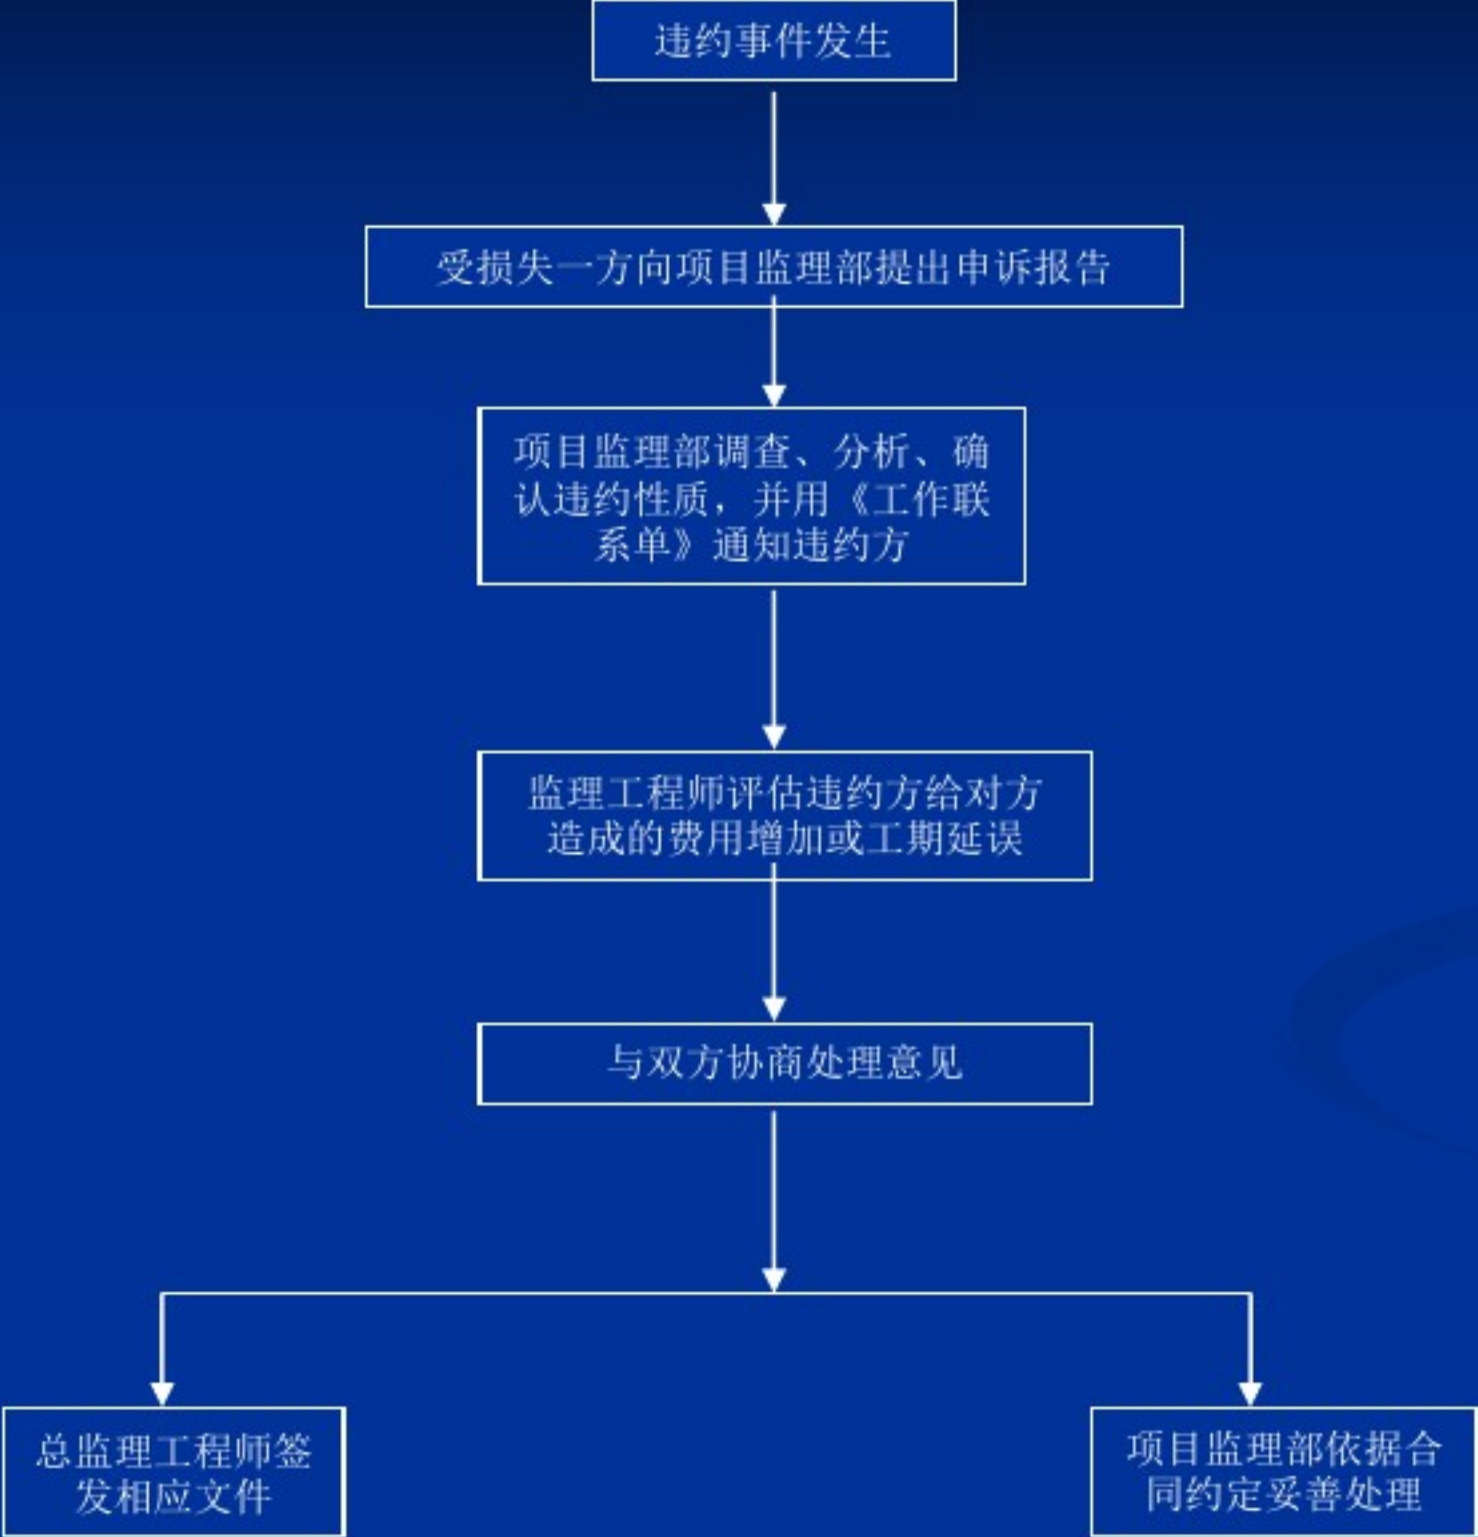 违约事件发生
受损失一方向项目监理部提出申诉报告
项目监理部调查、分析、确
认违约性质，并用《工作联
系单》通知违约方
监理工程师评估违约方给对方
造成的费用增加或工期延误
与双方协商处理意见
总监理工程师签
发相应文件
项目监理部依据合
同约定妥善处理